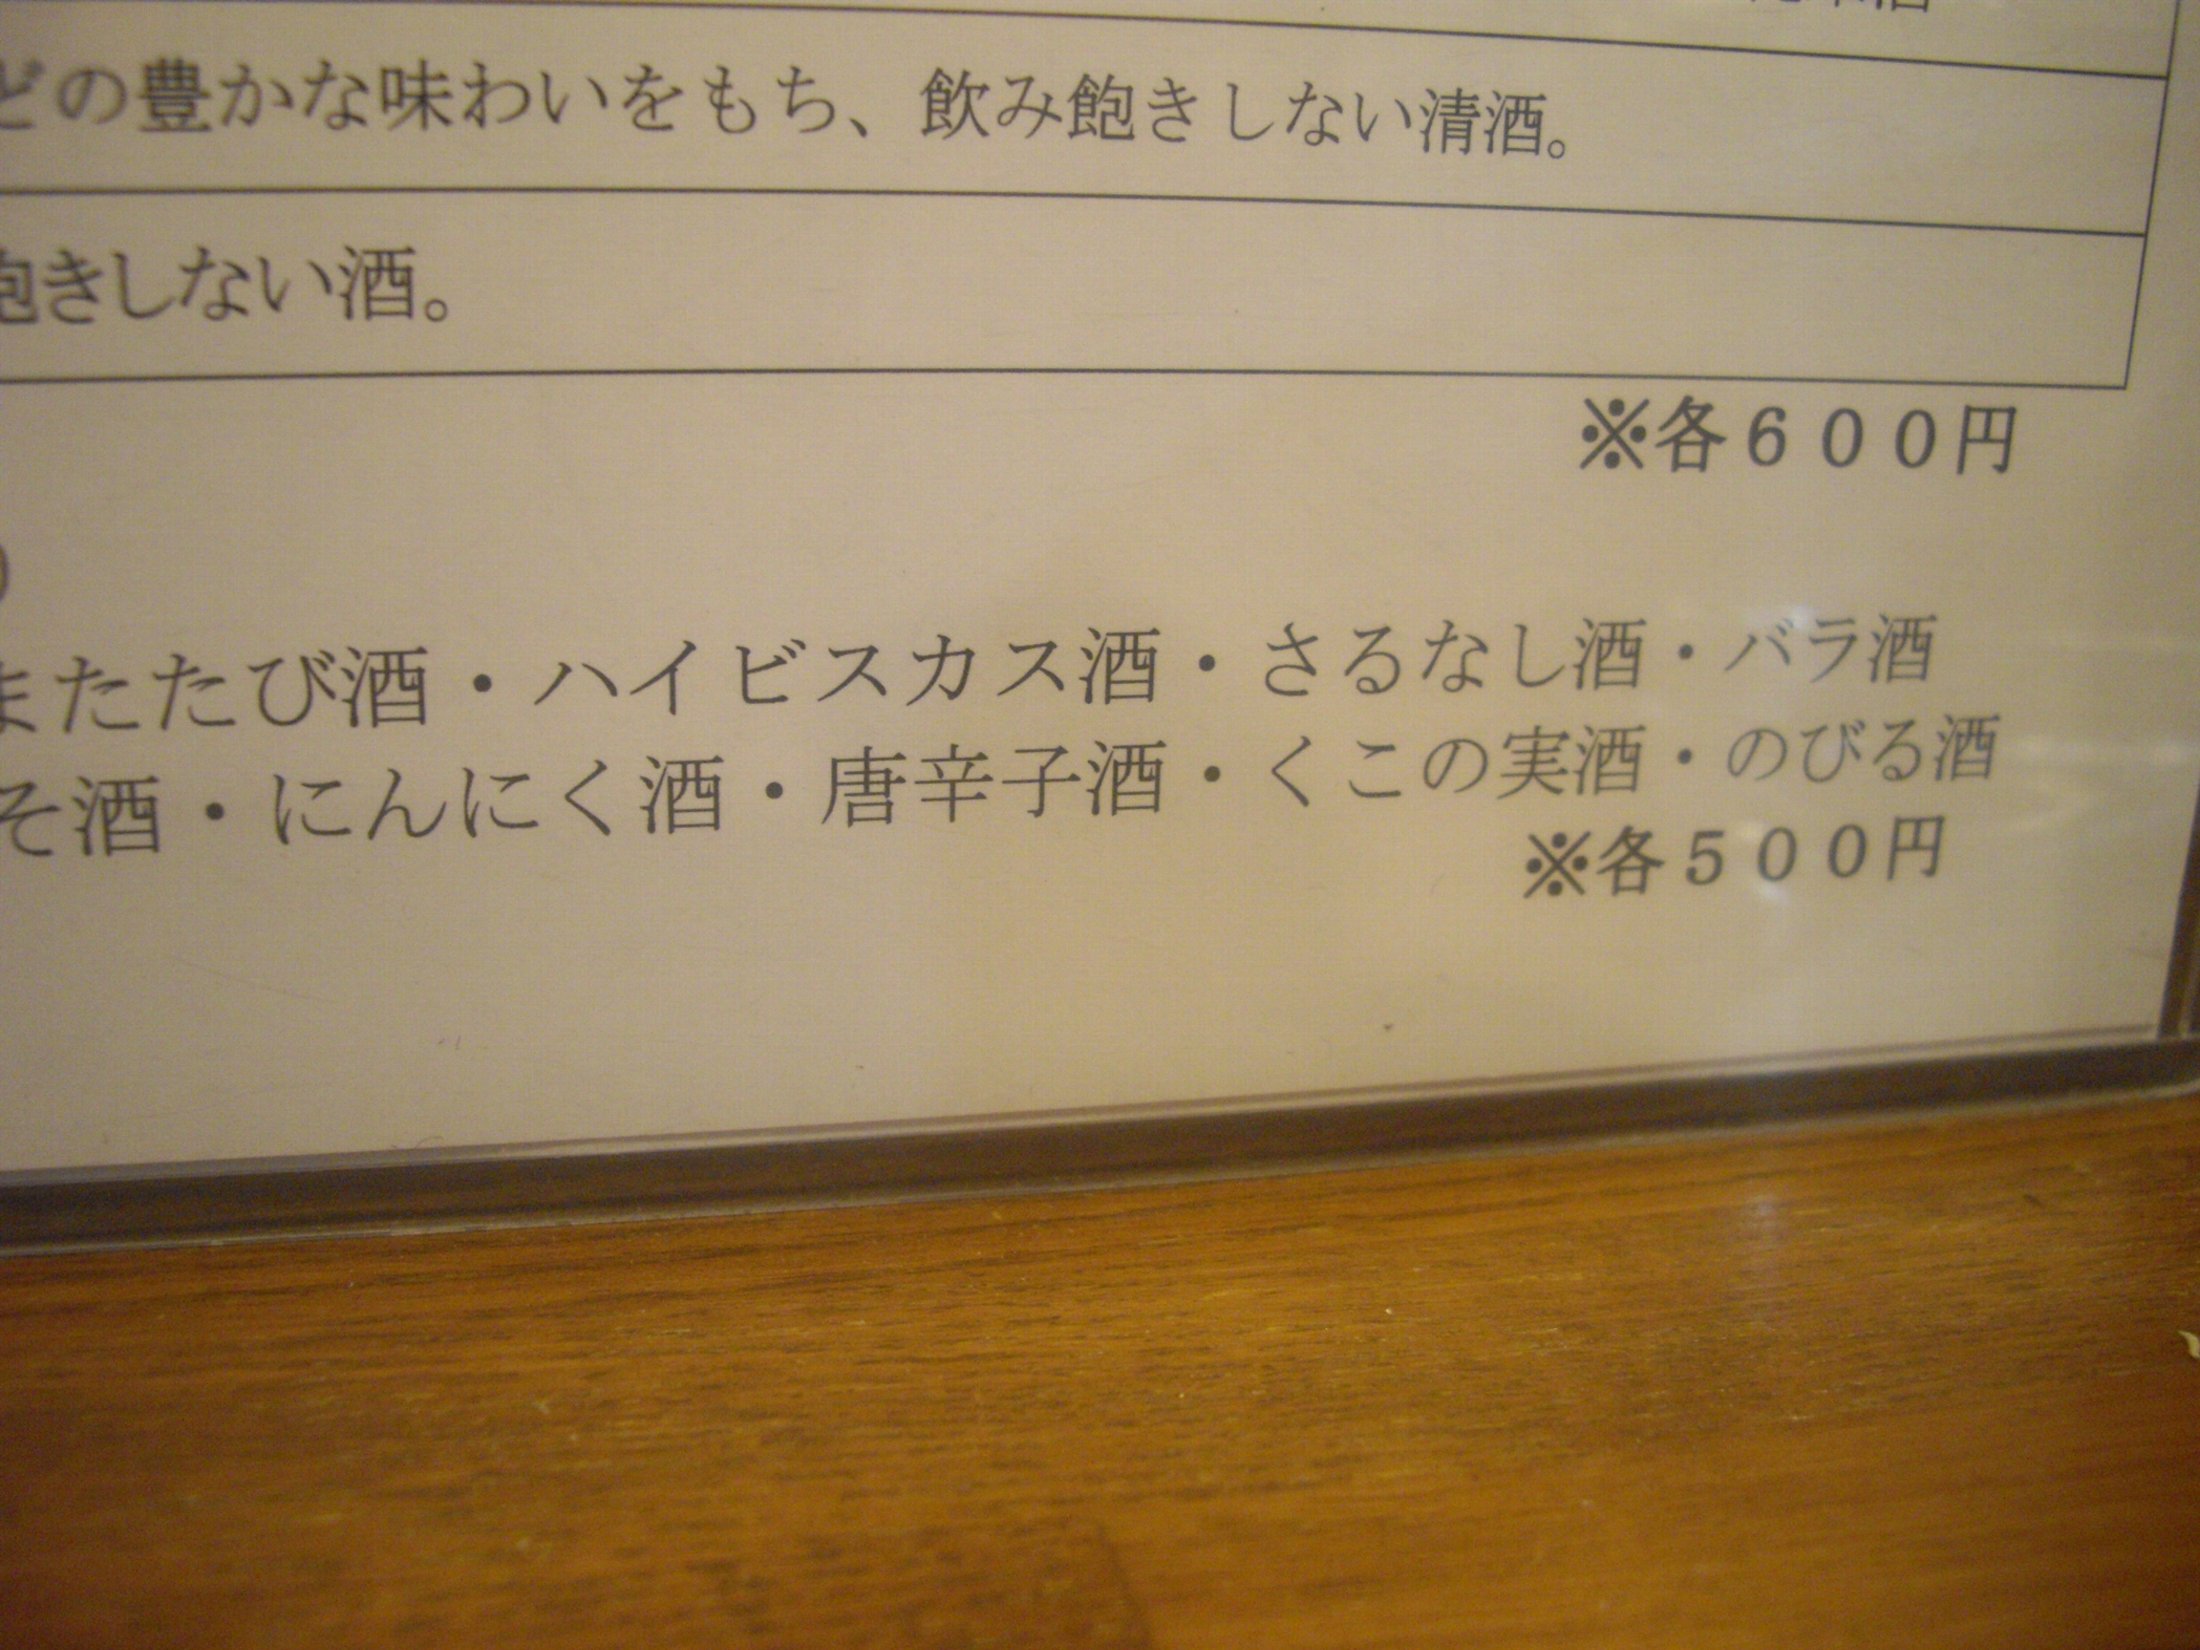 どの豊かな味わいをもち、飲み飽きしない清酒。
飽きしない酒。
※各６００円
またたび酒・ハイビスカス酒・さるなし酒・バラ酒
そ酒・にんにく酒・唐辛子酒・くこの実酒・のびる酒
※各５００円